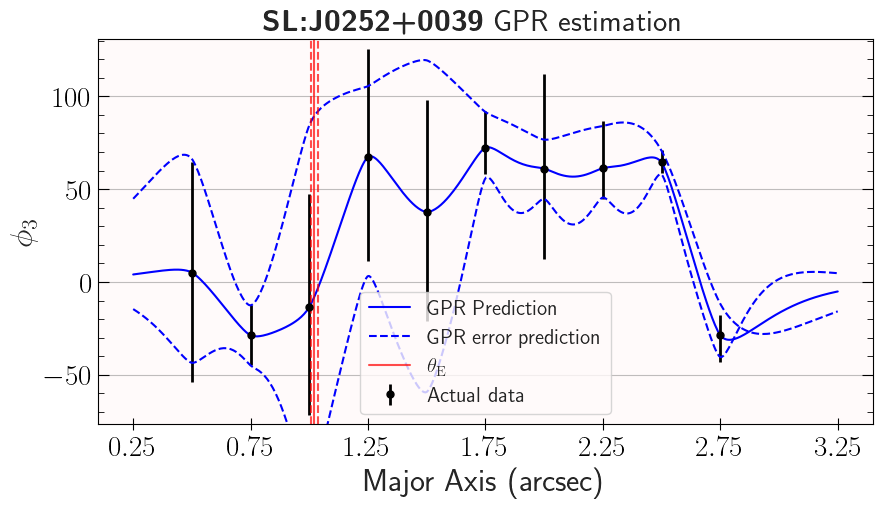 SL:J0252+0039 GPR estimation
ϕ3
100
50
0
−50
GPR Prediction
GPR error prediction
θE
Actual data
0.25 0.75 1.25 1.75 2.25 2.75 3.25
Major Axis (arcsec)